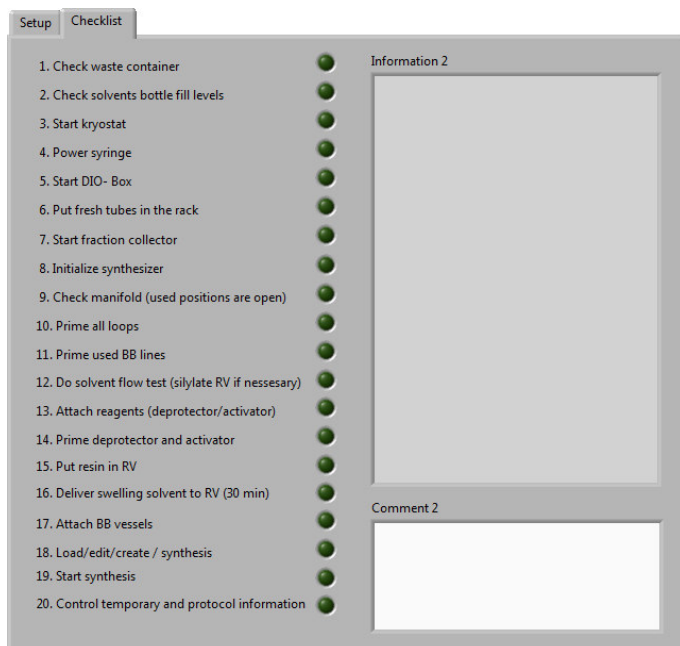 Setup
Checklist
1. Check waste container
2. Check solvents bottle fill levels
3. Start kryostat
4. Power syringe
5. Start DIO- Box
6. Put fresh tubes in the rack
7. Start fraction collector
8. Initialize synthesizer
9. Check manifold (used positions are open)
10. Prime all loops
11. Prime used BB lines
12. Do solvent flow test (silylate RV if nessesary)
13. Attach reagents (deprotector/activator)
14. Prime deprotector and activator
15. Put resin in RV
16. Deliver swelling solvent to RV (30 min)
17. Attach BB vessels
18. Load/edit/create / synthesis
19. Start synthesis
20. Control temporary and protocol information
Information 2
Comment 2